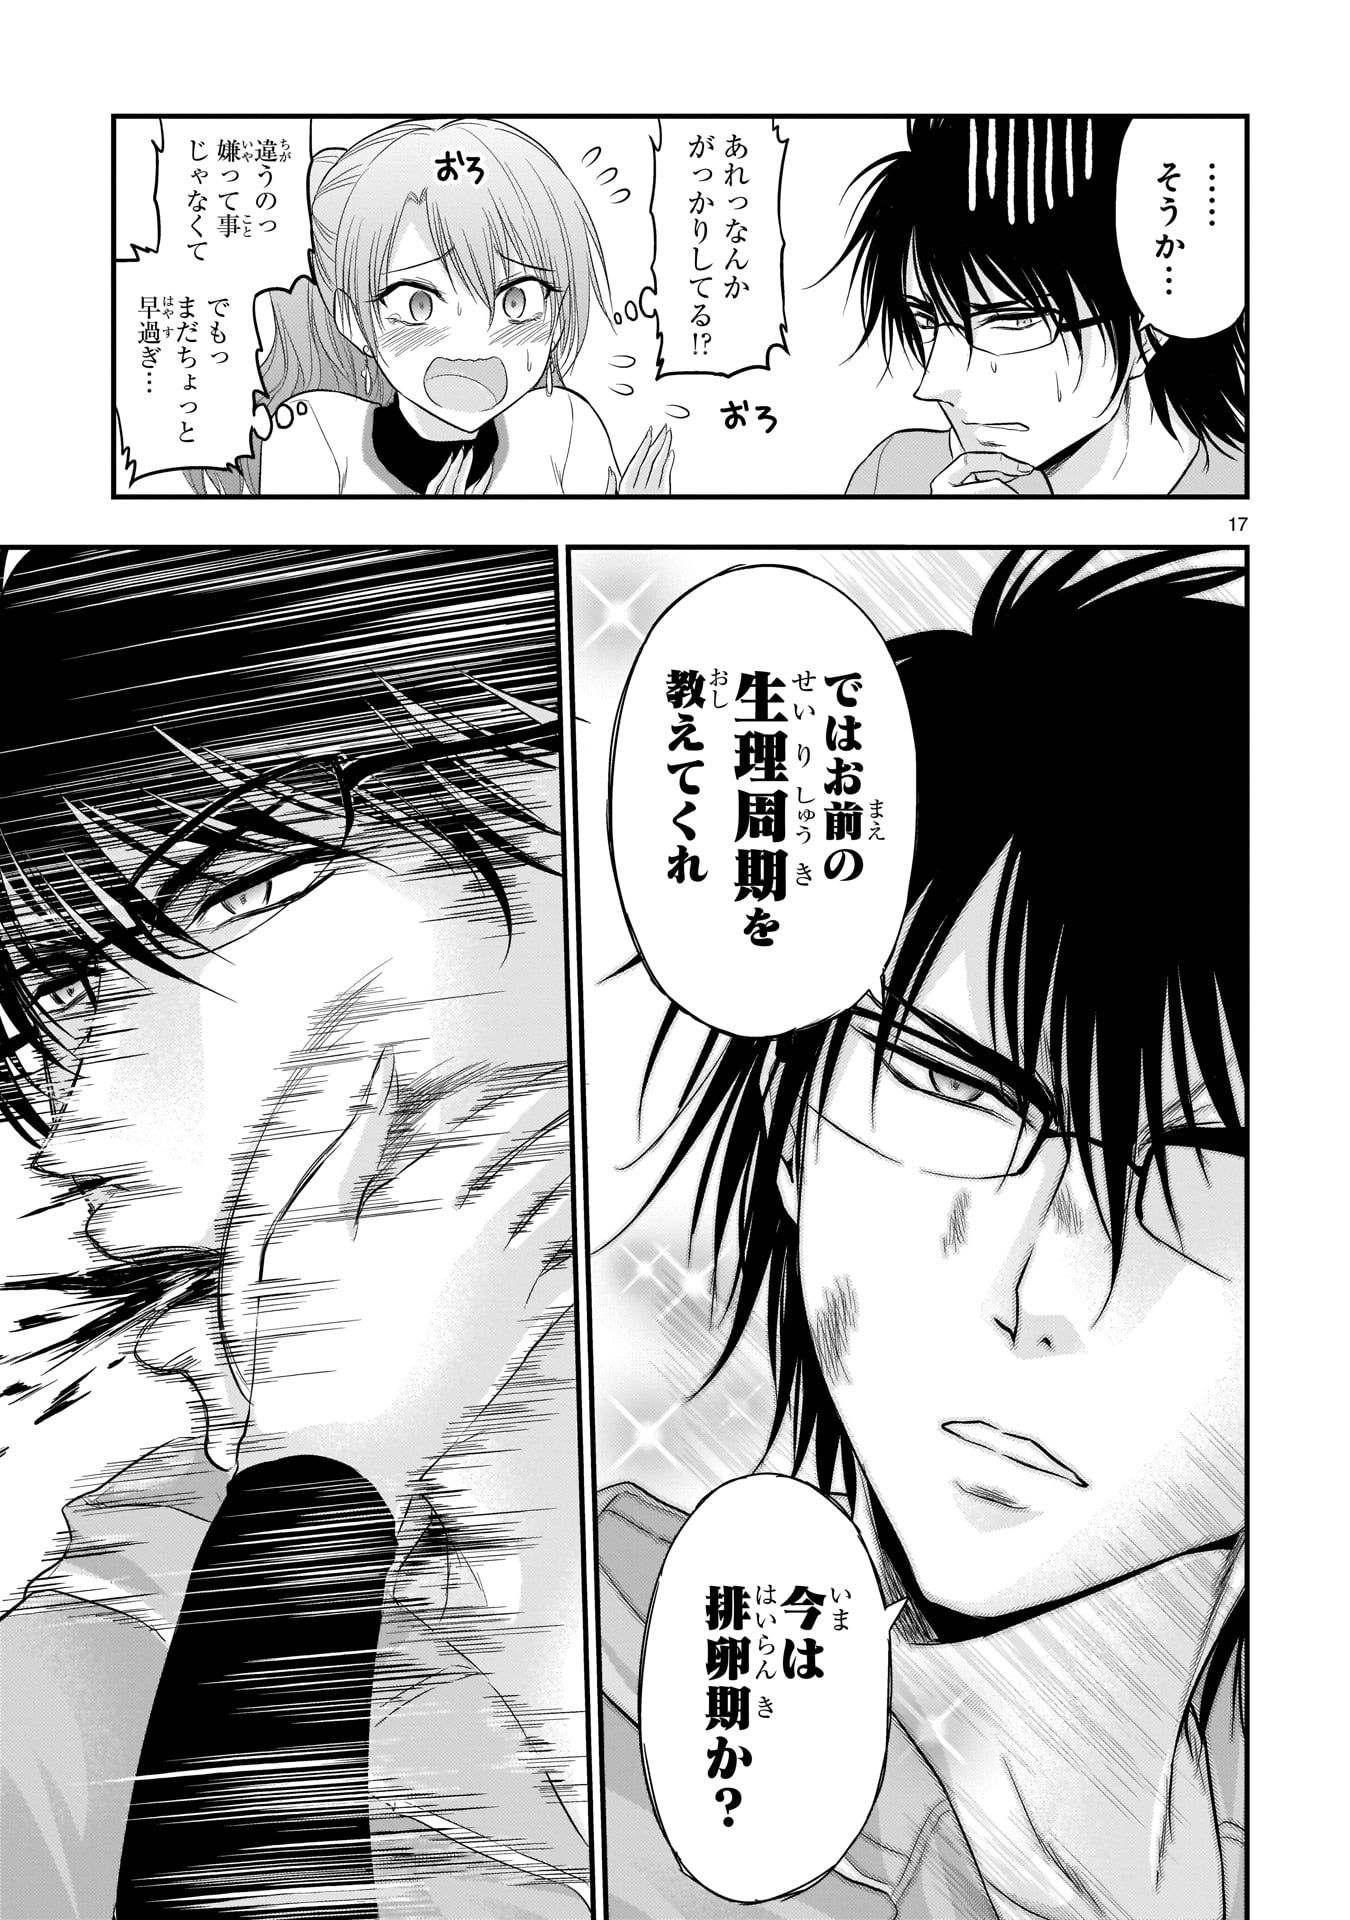 ……
そうか…
あれっなんか
がっかりしてる!?
おろ
おろ
違うのっ
嫌って事
じゃなくて
でもっ
まだちょっと
早過ぎ…
17
ではお前の
生理周期を
教えてくれ
今は
排卵期か?